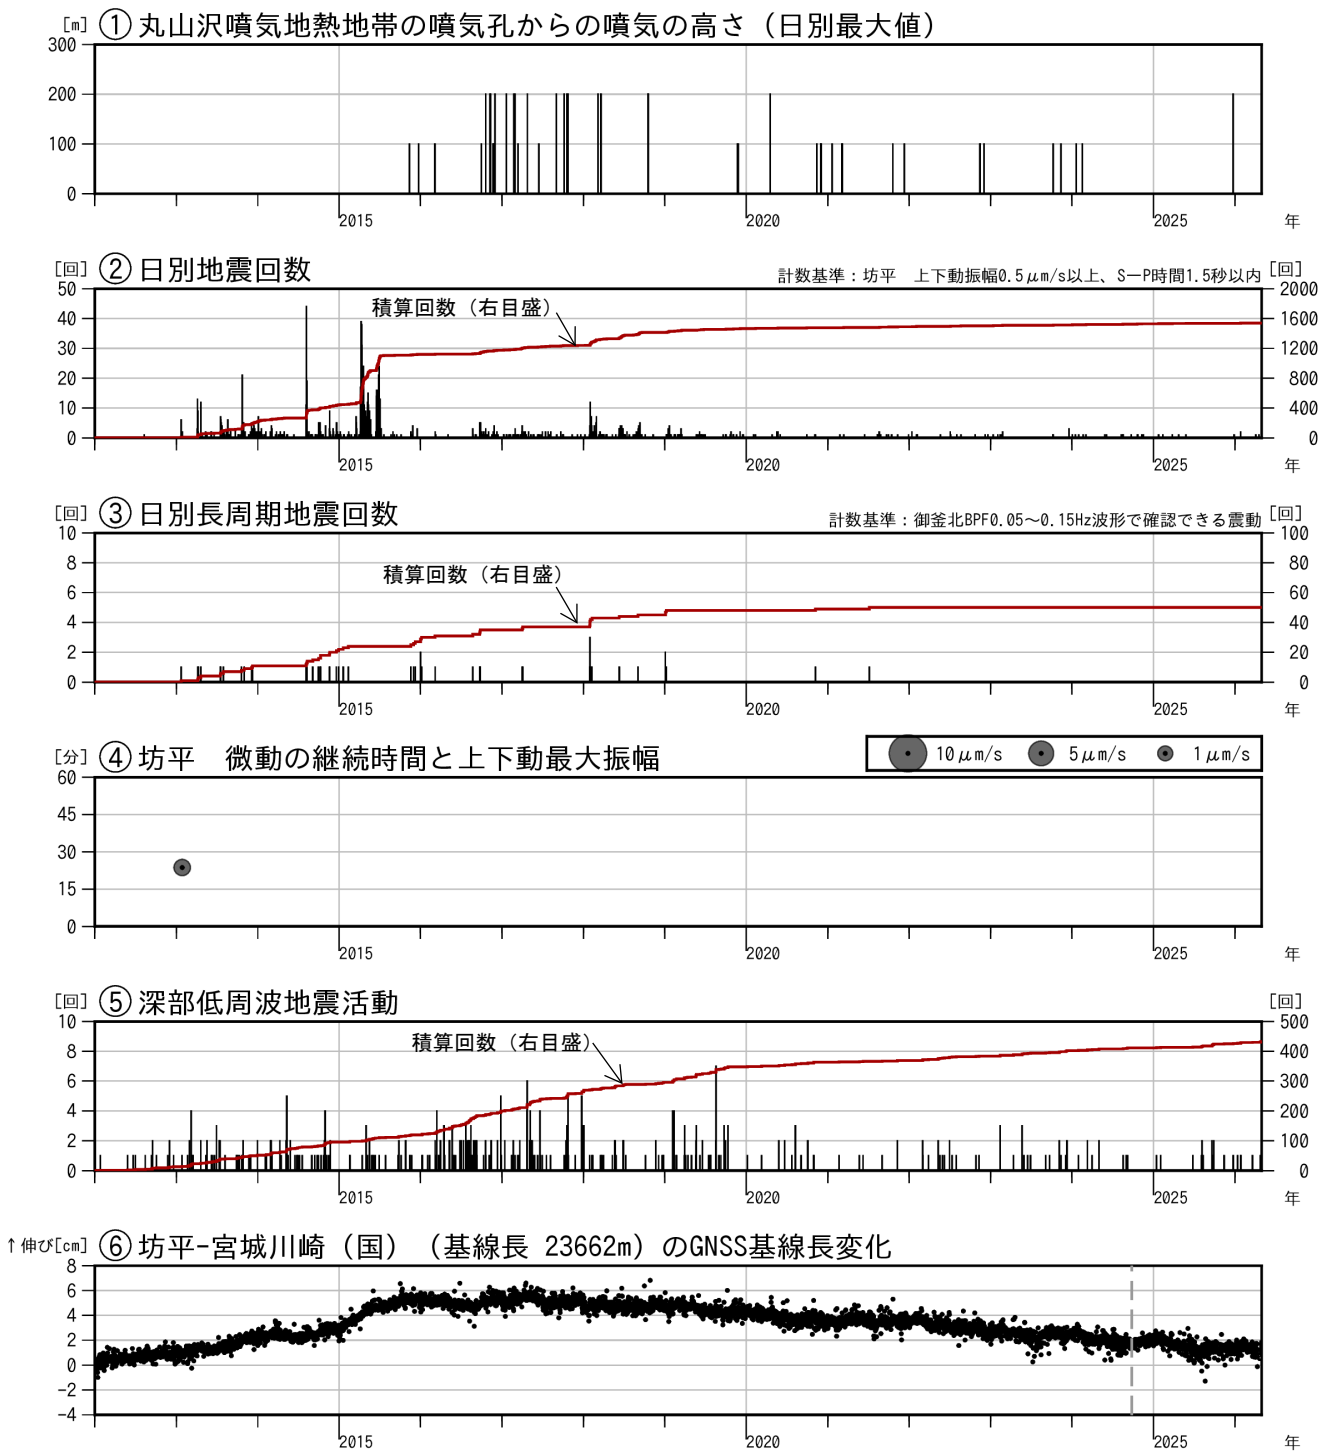 [m] ①丸山沢噴気地熱地帯の噴気孔からの噴気の高さ（日別最大値）
300
200
100
0
2015 2020 2025 年
[回] ②日別地震回数
計数基準：坊平　上下動振幅0.5μm/s以上、S－P時間1.5秒以内 [回]
50 2000
積算回数（右目盛）
40 1600
30 1200
20 800
10 400
0 0
2015 2020 2025 年
[回] ③日別長周期地震回数
計数基準：御釜北BPF0.05～0.15Hz波形で確認できる震動 [回]
10 100
8 80
積算回数（右目盛）
6 60
4 40
2 20
0 0
2015 2020 2025 年
[分] ④坊平　微動の継続時間と上下動最大振幅
10μm/s 5μm/s 1μm/s
60
45
30
15
0
2015 2020 2025 年
[回] ⑤深部低周波地震活動 [回]
10 500
積算回数（右目盛）
8 400
6 300
4 200
2 100
0 0
2015 2020 2025 年
↑伸び[cm] ⑥坊平-宮城川崎（国）（基線長 23662m）のGNSS基線長変化
8
6
4
2
0
-2
-4
2015 2020 2025 年